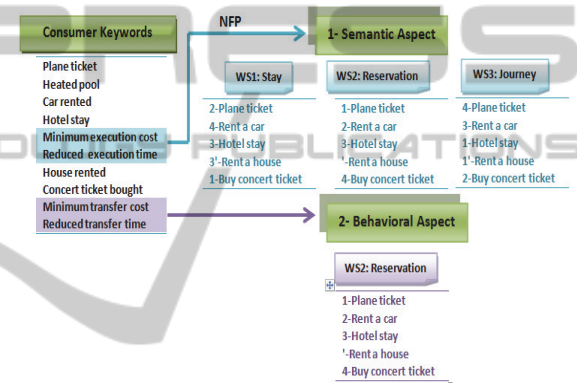 Consumer Keywords
Plane ticket
Heated pool
Car rented
Hotel stay
Minimum execution cost
Reduced execution time
House rented
Concert ticket bought
Minimum transfer cost
Reduced transfer time
NFP
1- Semantic Aspect
WS1: Stay
2-Plane ticket
4-Rent a car
3-Hotel stay
3'-Rent a house
1-Buy concert ticket
WS2: Reservation
1-Plane ticket
2-Rent a car
3-Hotel stay
'-Rent a house
4-Buy concert ticket
WS3: Journey
4-Plane ticket
3-Rent a car
1-Hotel stay
1'-Rent a house
2-Buy concert ticket
2- Behavioral Aspect
WS2: Reservation
1-Plane ticket
2-Rent a car
3-Hotel stay
'-Rent a house
4-Buy concert ticket
PUBLICATIONS